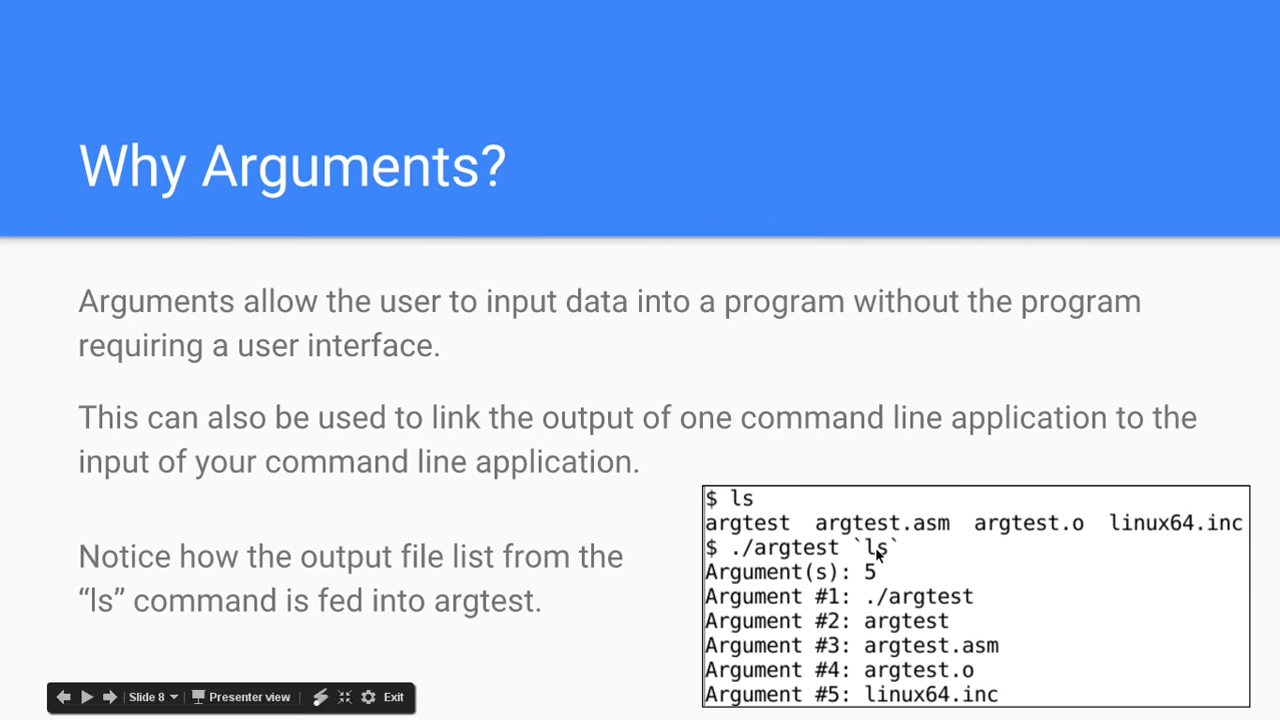 Why Arguments?
Arguments allow the user to input data into a program without the program
requiring a user interface.
This can also be used to link the output of one command line application to the
input of your command line application.
Notice how the output file list from the
“ls” command is fed into argtest.
$ ls
argtest  argtest.asm  argtest.o  linux64.inc
$ ./argtest `ls`
Argument(s): 5
Argument #1: ./argtest
Argument #2: argtest
Argument #3: argtest.asm
Argument #4: argtest.o
Argument #5: linux64.inc
Slide 8 Presenter view Exit